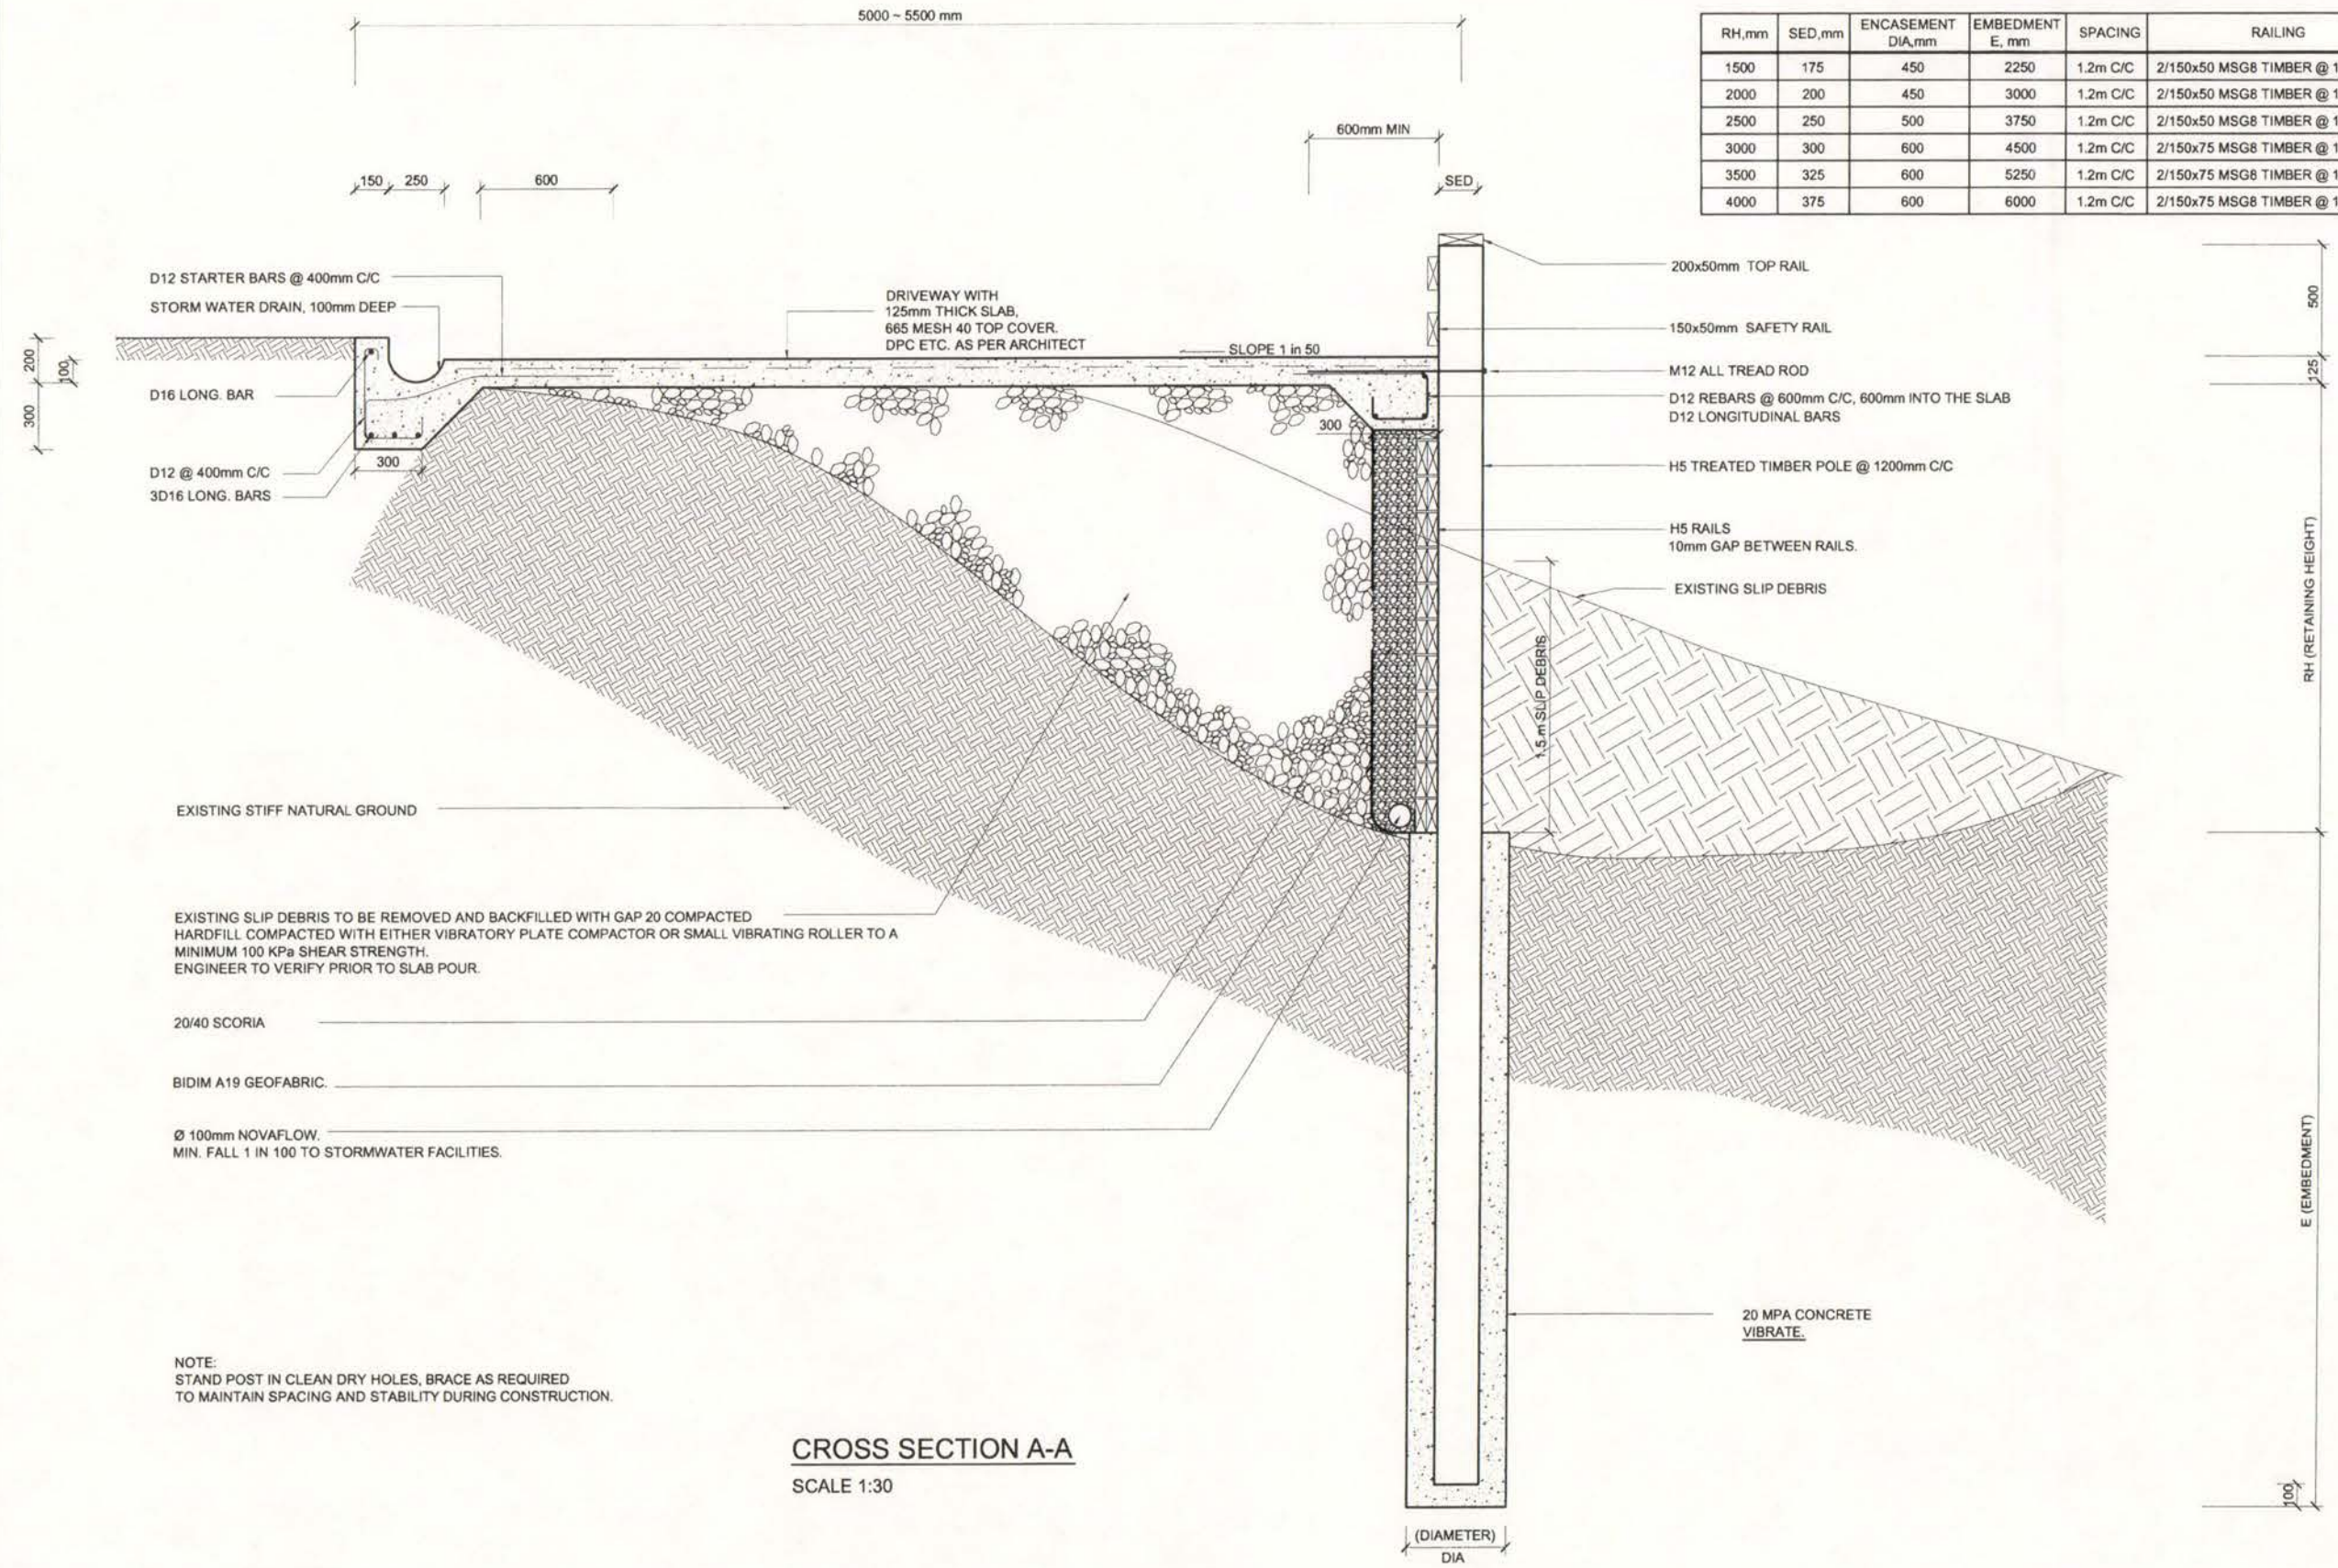 5000 ~ 5500 mm
RH,mm SED,mm ENCASEMENT DIA,mm EMBEDMENT E, mm SPACING RAILING
1500 175 450 2250 1.2m C/C 2/150x50 MSG8 TIMBER @ 1
2000 200 450 3000 1.2m C/C 2/150x50 MSG8 TIMBER @ 1
2500 250 500 3750 1.2m C/C 2/150x50 MSG8 TIMBER @ 1
3000 300 600 4500 1.2m C/C 2/150x75 MSG8 TIMBER @ 1
3500 325 600 5250 1.2m C/C 2/150x75 MSG8 TIMBER @ 1
4000 375 600 6000 1.2m C/C 2/150x75 MSG8 TIMBER @ 1
600mm MIN
150 250 600 SED
D12 STARTER BARS @ 400mm C/C
STORM WATER DRAIN, 100mm DEEP
DRIVEWAY WITH
125mm THICK SLAB,
665 MESH 40 TOP COVER.
DPC ETC. AS PER ARCHITECT
SLOPE 1 in 50
200x50mm TOP RAIL
150x50mm SAFETY RAIL
M12 ALL TREAD ROD
D12 REBARS @ 600mm C/C, 600mm INTO THE SLAB
D12 LONGITUDINAL BARS
500
125
200
100
300
D16 LONG. BAR
300
300
D12 @ 400mm C/C
3D16 LONG. BARS
H5 TREATED TIMBER POLE @ 1200mm C/C
H5 RAILS
10mm GAP BETWEEN RAILS.
EXISTING SLIP DEBRIS
1.5 m SLIP DEBRIS
RH (RETAINING HEIGHT)
EXISTING STIFF NATURAL GROUND
EXISTING SLIP DEBRIS TO BE REMOVED AND BACKFILLED WITH GAP 20 COMPACTED
HARDFILL COMPACTED WITH EITHER VIBRATORY PLATE COMPACTOR OR SMALL VIBRATING ROLLER TO A
MINIMUM 100 KPa SHEAR STRENGTH.
ENGINEER TO VERIFY PRIOR TO SLAB POUR.
20/40 SCORIA
BIDIM A19 GEOFABRIC.
Ø 100mm NOVAFLOW.
MIN. FALL 1 IN 100 TO STORMWATER FACILITIES.
E (EMBEDMENT)
20 MPA CONCRETE
VIBRATE.
NOTE:
STAND POST IN CLEAN DRY HOLES, BRACE AS REQUIRED
TO MAINTAIN SPACING AND STABILITY DURING CONSTRUCTION.
CROSS SECTION A-A
SCALE 1:30
100
(DIAMETER)
DIA